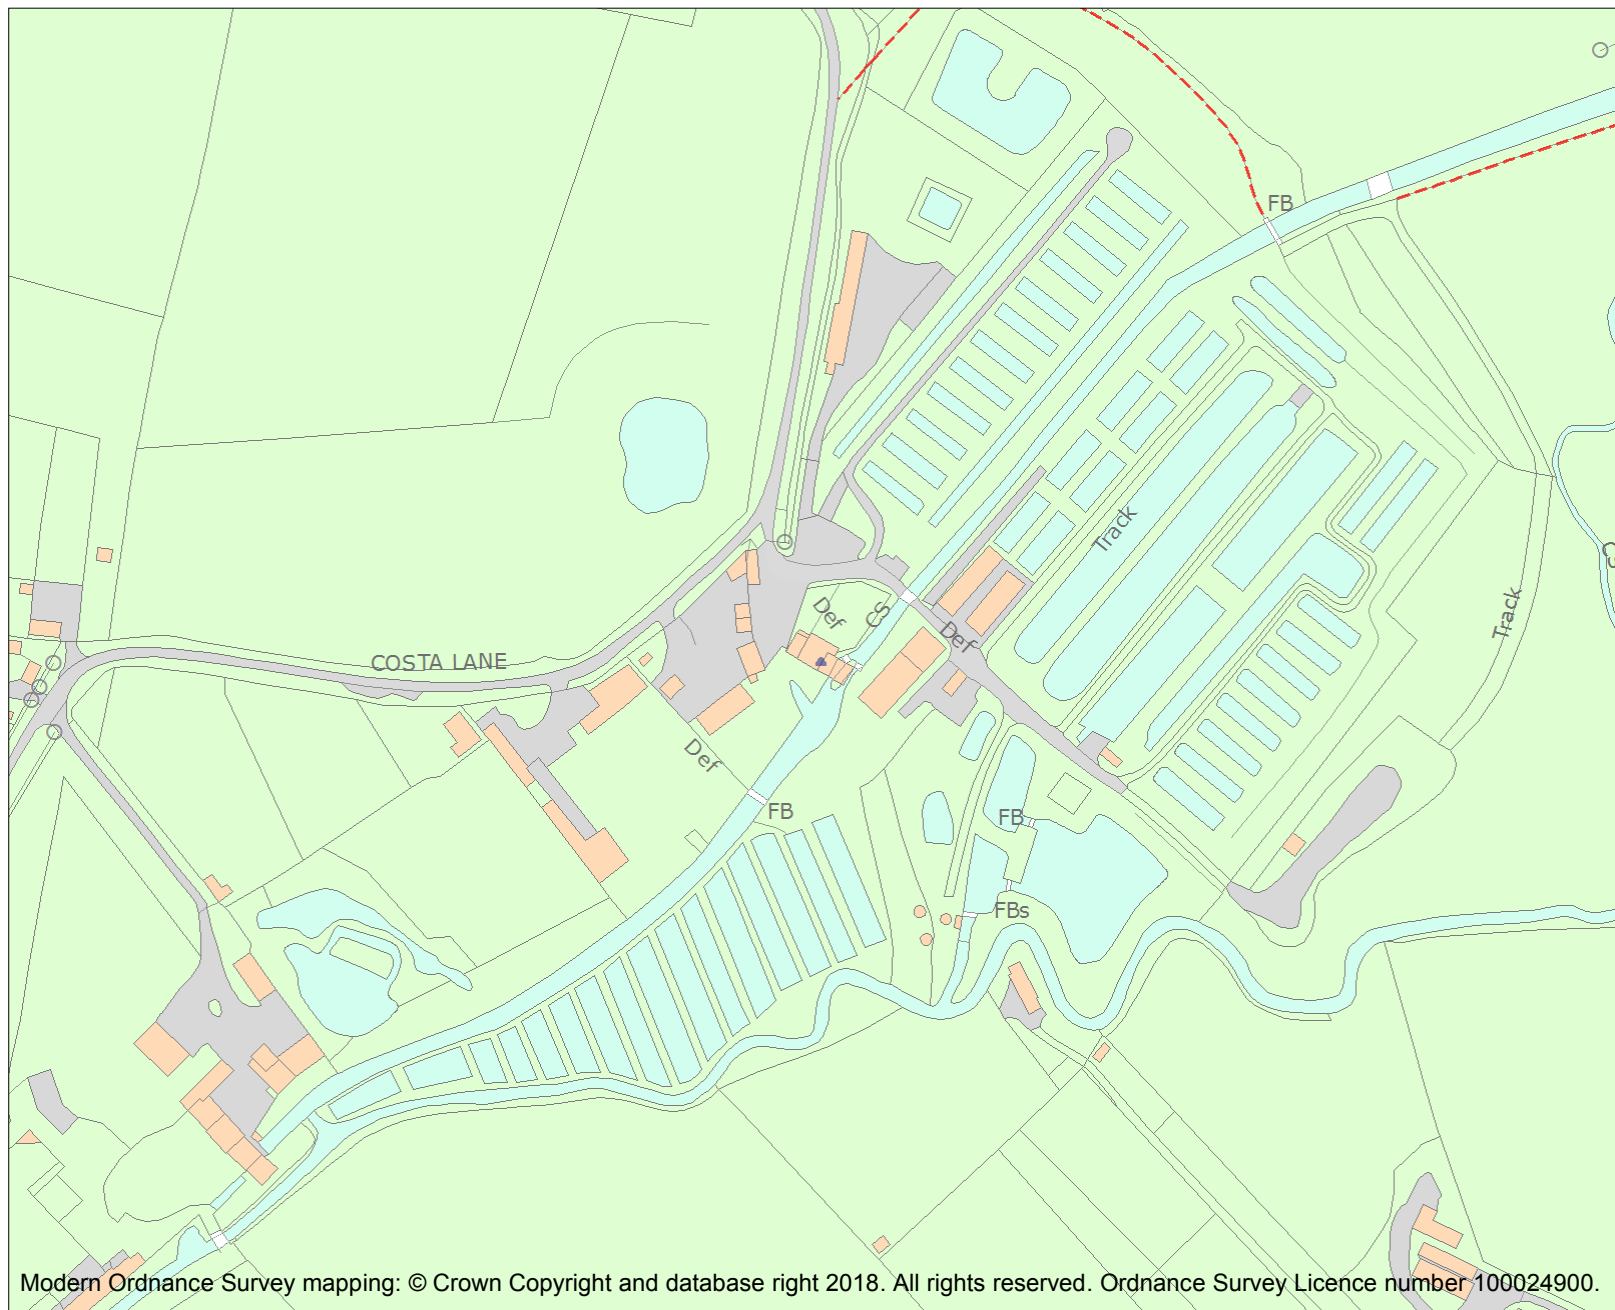 FB
Track
Track
CS
Def
CS
Def
COSTA LANE
Def
FB
FB
FBs
Modern Ordnance Survey mapping: © Crown Copyright and database right 2018. All rights reserved. Ordnance Survey Licence number 100024900.